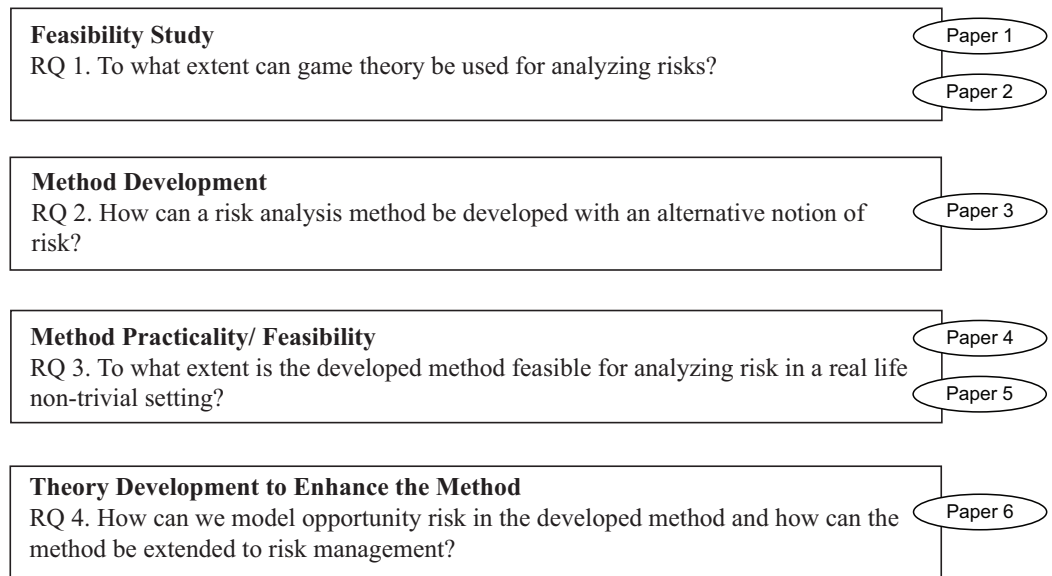 Feasibility Study
Paper 1
RQ 1. To what extent can game theory be used for analyzing risks?
Paper 2
Method Development
RQ 2. How can a risk analysis method be developed with an alternative notion of
Paper 3
risk?
Method Practicality/ Feasibility
Paper 4
RQ 3. To what extent is the developed method feasible for analyzing risk in a real life
non-trivial setting?
Paper 5
Theory Development to Enhance the Method
RQ 4. How can we model opportunity risk in the developed method and how can the
Paper 6
method be extended to risk management?